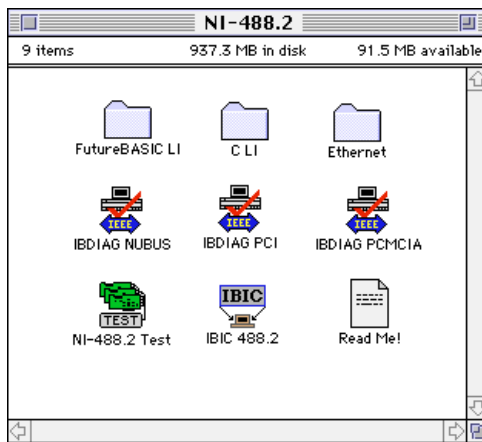 NI-488.2
9 items 937.3 MB in disk 91.5 MB available
FutureBASIC LI C LI Ethernet
IEEE IEEE IEEE
IBDIAG NUBUS IBDIAG PCI IBDIAG PCMCIA
TEST IBIC
NI-488.2 Test IBIC 488.2 Read Me!